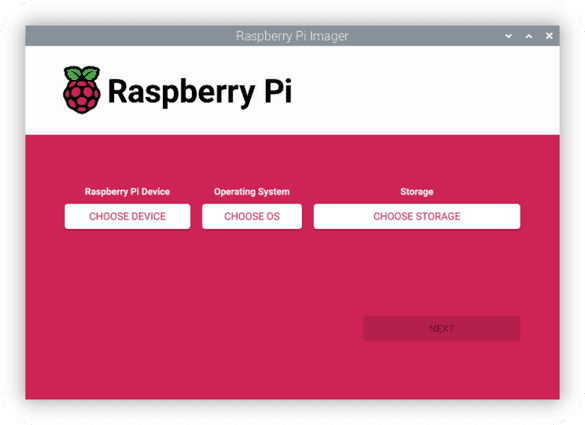 Raspberry Pi Imager
Raspberry Pi
Raspberry Pi Device
Operating System
Storage
CHOOSE DEVICE
CHOOSE OS
CHOOSE STORAGE
NEXT